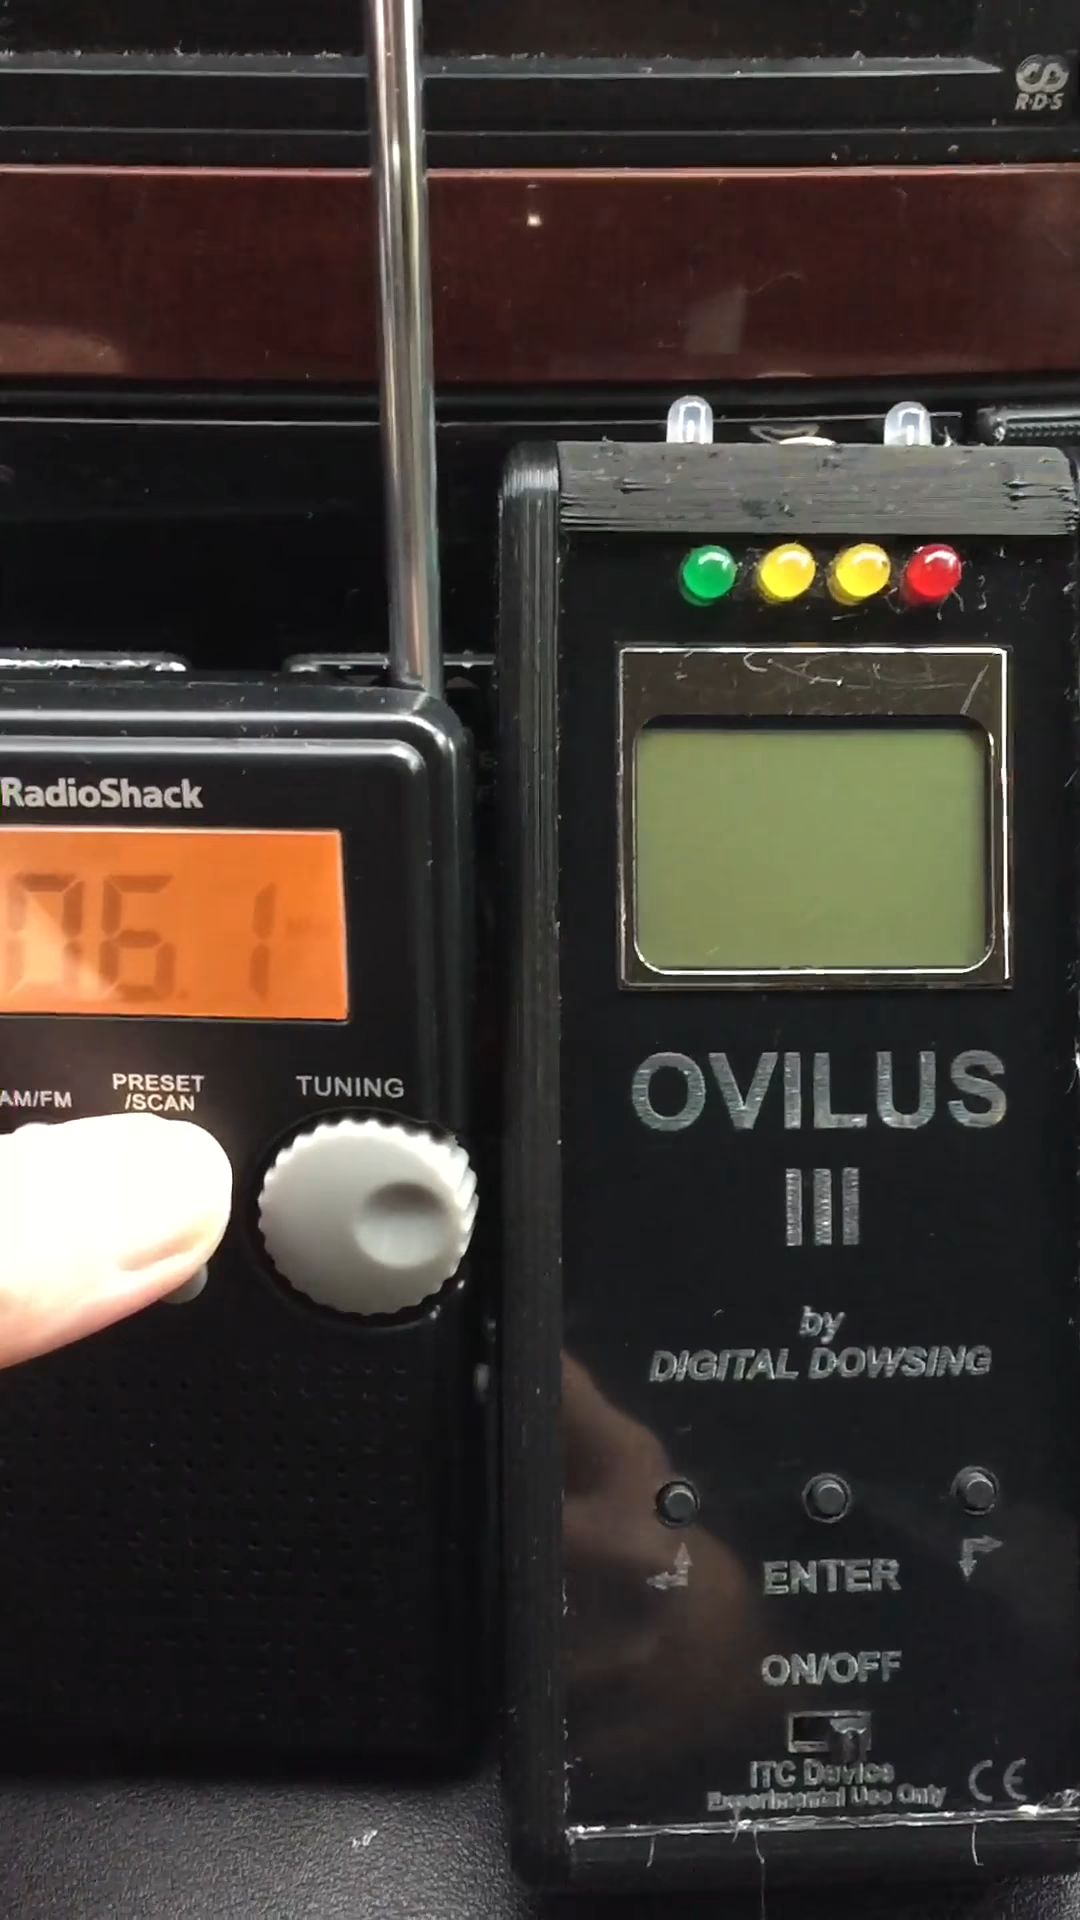 R·D·S
RadioShack
06.1
AM/FM
PRESET
/SCAN
TUNING
OVILUS
III
by
DIGITAL DOWSING
ENTER
ON/OFF
ITC Device
Experimental Use Only
CE